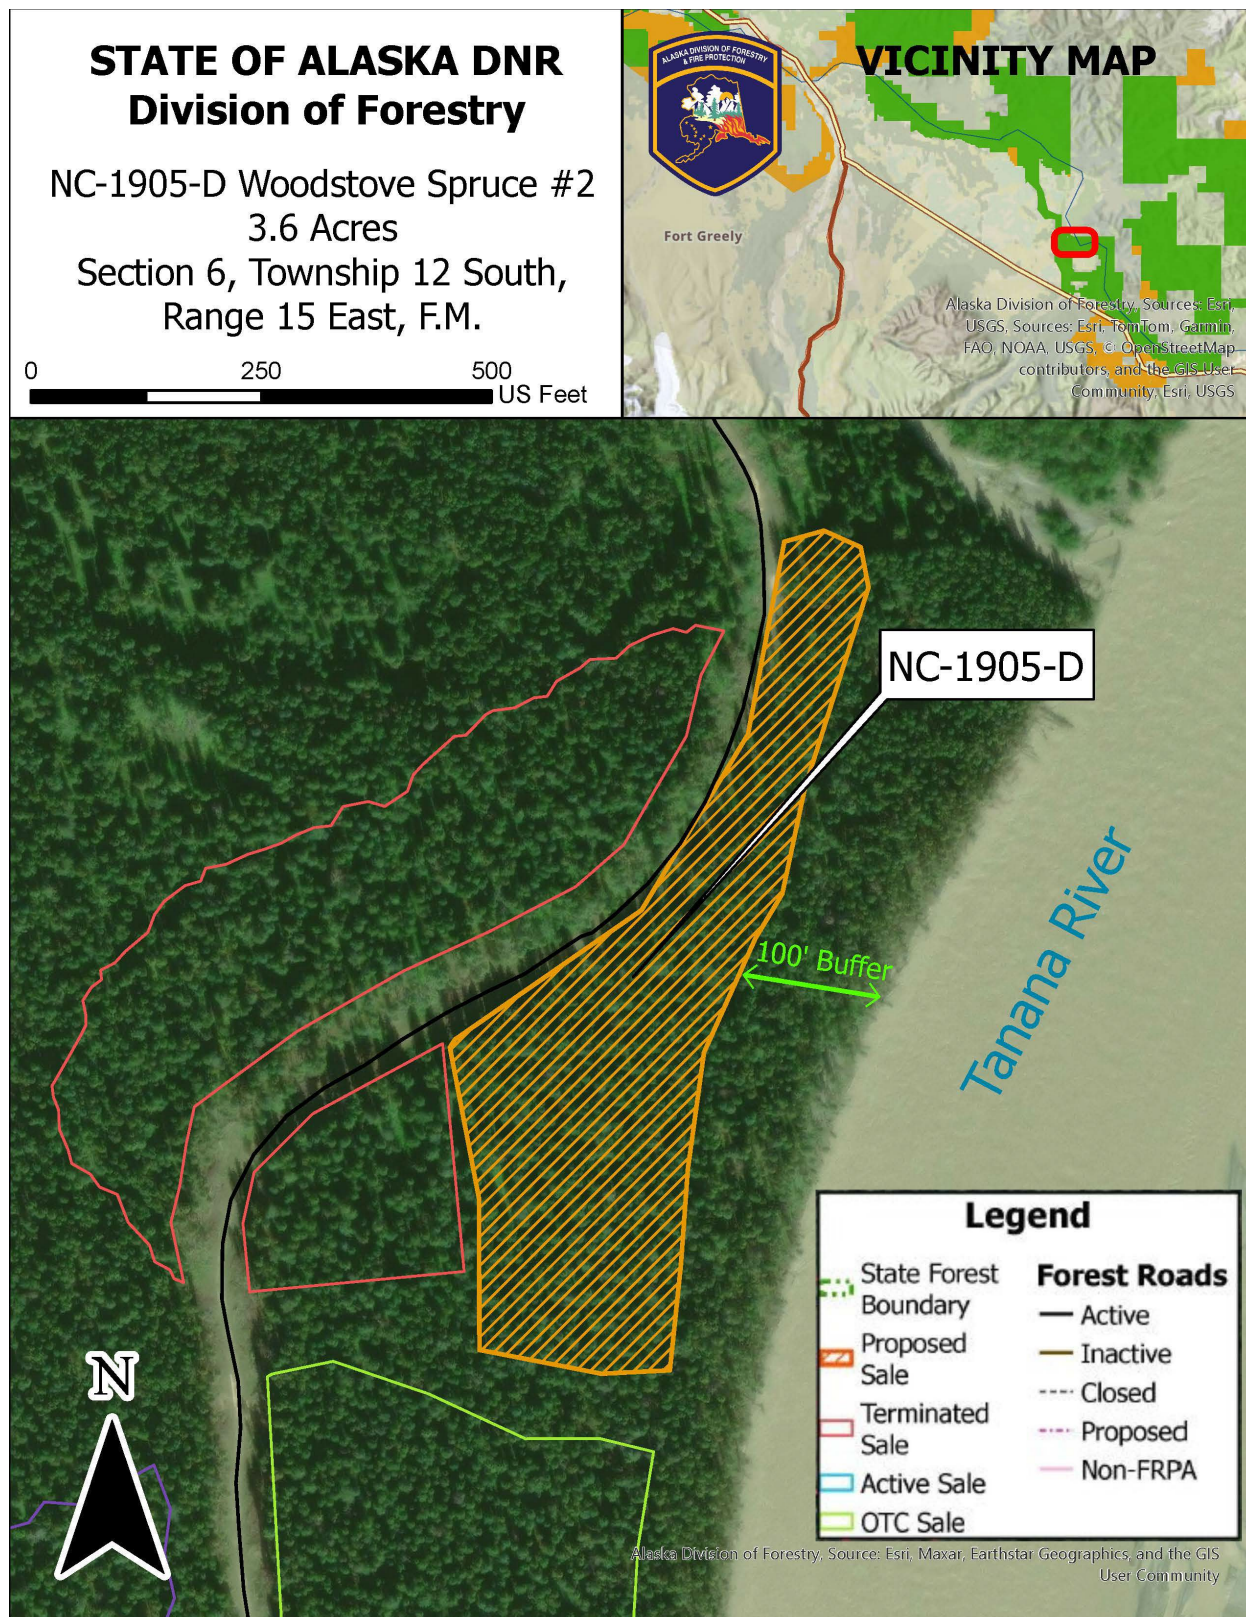 STATE OF ALASKA DNR
Division of Forestry
NC-1905-D Woodstove Spruce #2
3.6 Acres
Section 6, Township 12 South,
Range 15 East, F.M.
0 250 500
US Feet
ALASKA DIVISION OF FORESTRY
& FIRE PROTECTION
VICINITY MAP
Fort Greely
Alaska Division of Forestry, Sources: Esri,
USGS, Sources: Esri, TomTom, Garmin,
FAO, NOAA, USGS, © OpenStreetMap
contributors, and the GIS User
Community, Esri, USGS
NC-1905-D
100' Buffer
Tanana River
N
Legend
State Forest
Boundary
Proposed
Sale
Terminated
Sale
Active Sale
OTC Sale
Forest Roads
Active
Inactive
Closed
Proposed
Non-FRPA
Alaska Division of Forestry, Source: Esri, Maxar, Earthstar Geographics, and the GIS
User Community